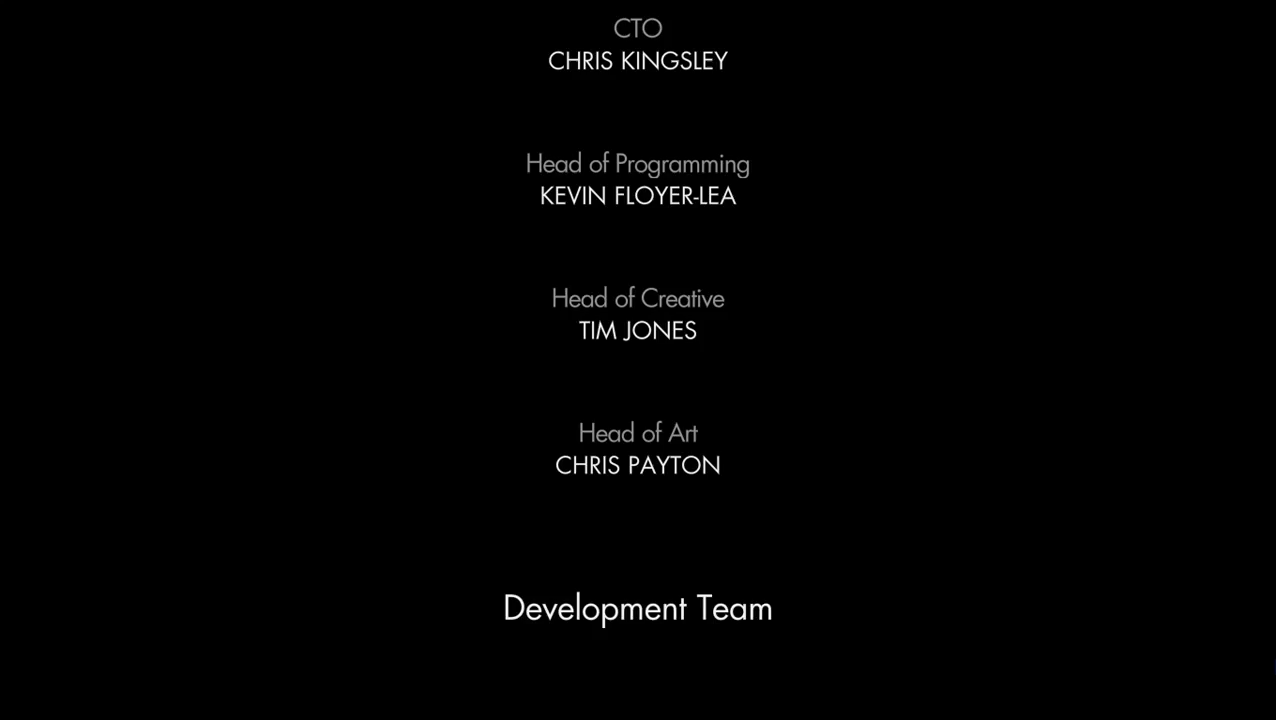 CTO
CHRIS KINGSLEY
Head of Programming
KEVIN FLOYER-LEA
Head of Creative
TIM JONES
Head of Art
CHRIS PAYTON
Development Team